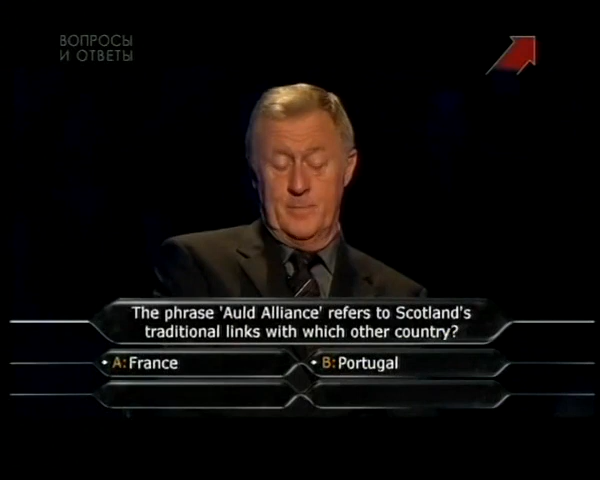 ВОПРОСЫ
И ОТВЕТЫ
The phrase 'Auld Alliance' refers to Scotland's
traditional links with which other country?
A: France
B: Portugal